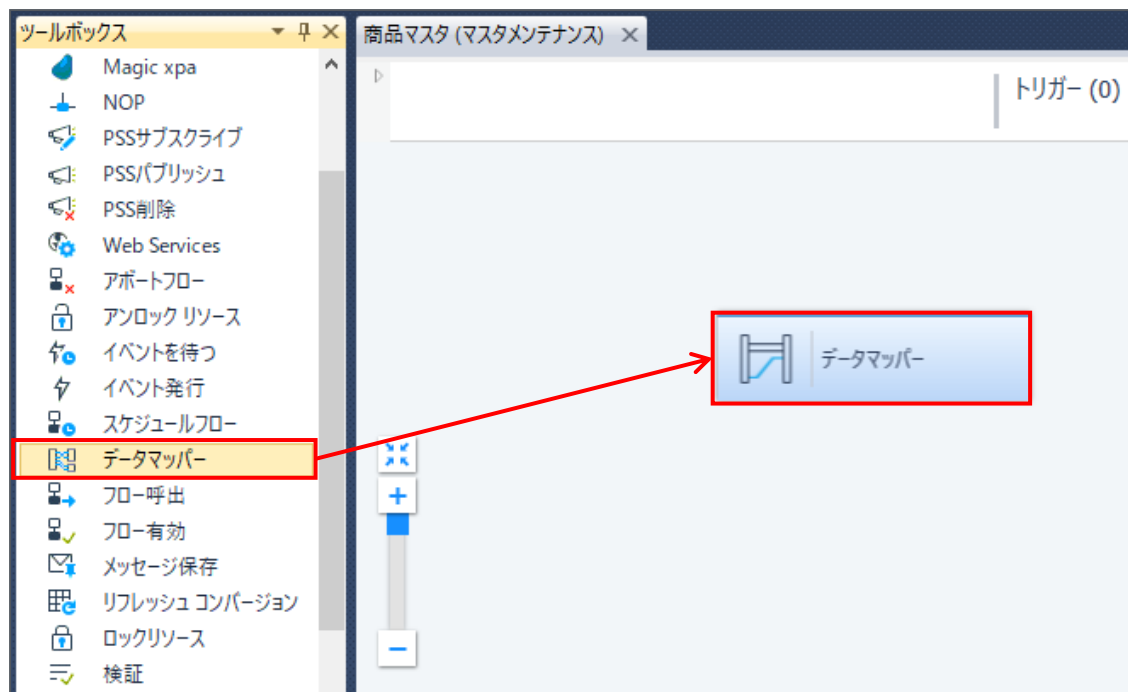 ツールボックス
Magic xpa
NOP
PSSサブスクライブ
PSSパブリッシュ
PSS削除
Web Services
アボートフロー
アンロック リソース
イベントを待つ
イベント発行
スケジュールフロー
データマッパー
フロー呼出
フロー有効
メッセージ保存
リフレッシュ コンバージョン
ロックリソース
検証
商品マスタ (マスタメンテナンス)
トリガー (0)
データマッパー